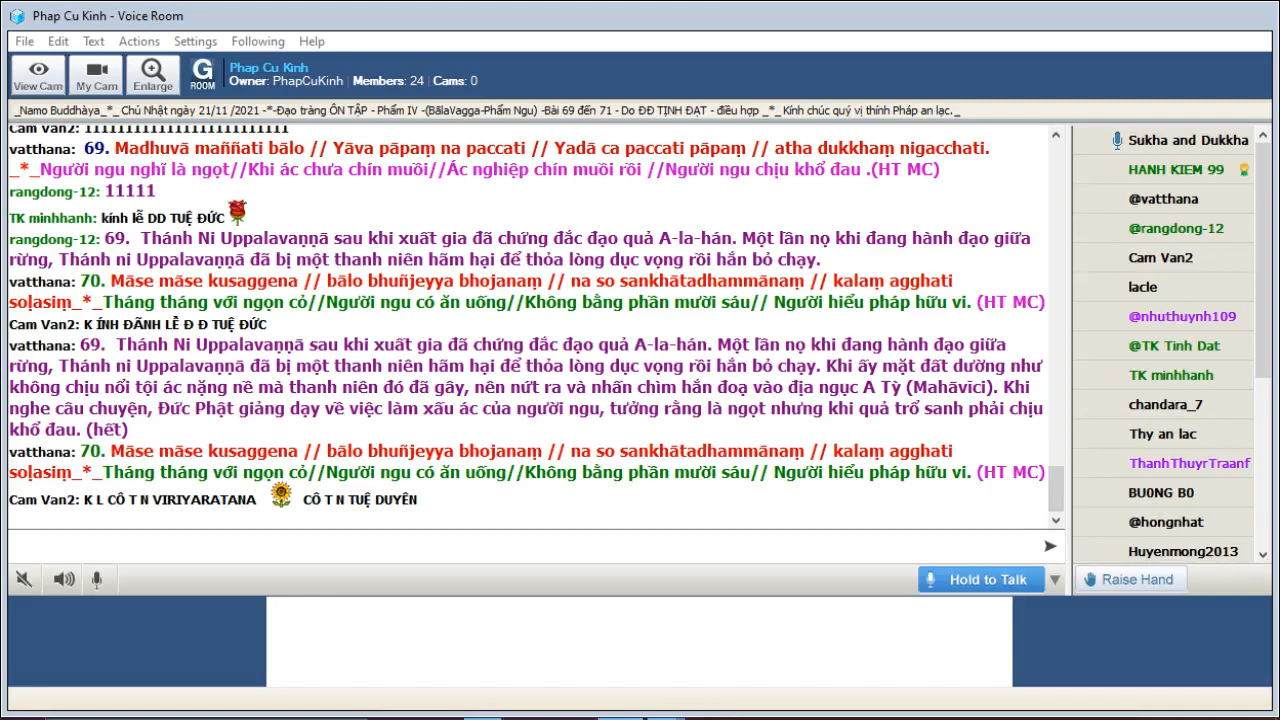 Phap Cu Kinh - Voice Room
File Edit Text Actions Settings Following Help
View Cam My Cam Enlarge G ROOM
Phap Cu Kinh
Owner: PhapCuKinh | Members: 24 | Cams: 0
_Namo Buddhàya_*_ Chủ Nhật ngày 21/11 /2021 -*-Đạo tràng ÔN TẬP - Phẩm IV -(BālaVagga-Phẩm Ngu) -Bài 69 đến 71 - Do ĐĐ TỊNH ĐẠT - điều hợp _*_ Kính chúc quý vị thính Pháp an lạc._
Cam Van2: 11111111111111111111111111
vatthana: 69. Madhuvā maññati bālo // Yāva pāpaṃ na paccati // Yadā ca paccati pāpaṃ // atha dukkhaṃ nigacchati.
_*_Người ngu nghĩ là ngọt//Khi ác chưa chín muồi//Ác nghiệp chín muồi rồi //Người ngu chịu khổ đau .(HT MC)
rangdong-12: 11111
TK minhhanh: kính lễ DD TUỆ ĐỨC
rangdong-12: 69. Thánh Ni Uppalavaṇṇā sau khi xuất gia đã chứng đắc đạo quả A-la-hán. Một lần nọ khi đang hành đạo giữa
rừng, Thánh ni Uppalavaṇṇā đã bị một thanh niên hãm hại để thỏa lòng dục vọng rồi hắn bỏ chạy.
vatthana: 70. Māse māse kusaggena // bālo bhuñjeyya bhojanaṃ // na so sankhātadhammānaṃ // kalaṃ agghati
soḷasiṃ_*_Tháng tháng với ngọn cỏ//Người ngu có ăn uống//Không bằng phần mười sáu// Người hiểu pháp hữu vi. (HT MC)
Cam Van2: K ÍNH ĐÃNH LỄ Đ Đ TUỆ ĐỨC
vatthana: 69. Thánh Ni Uppalavaṇṇā sau khi xuất gia đã chứng đắc đạo quả A-la-hán. Một lần nọ khi đang hành đạo giữa
rừng, Thánh ni Uppalavaṇṇā đã bị một thanh niên hãm hại để thỏa lòng dục vọng rồi hắn bỏ chạy. Khi ấy mặt đất dường như
không chịu nổi tội ác nặng nề mà thanh niên đó đã gây, nên nứt ra và nhấn chìm hắn đoạ vào địa ngục A Tỳ (Mahāvīci). Khi
nghe câu chuyện, Đức Phật giảng dạy về việc làm xấu ác của người ngu, tưởng rằng là ngọt nhưng khi quả trổ sanh phải chịu
khổ đau. (hết)
vatthana: 70. Māse māse kusaggena // bālo bhuñjeyya bhojanaṃ // na so sankhātadhammānaṃ // kalaṃ agghati
soḷasiṃ_*_Tháng tháng với ngọn cỏ//Người ngu có ăn uống//Không bằng phần mười sáu// Người hiểu pháp hữu vi. (HT MC)
Cam Van2: K L CÔ T N VIRIYARATANA CÔ T N TUỆ DUYÊN
Hold to Talk
Sukha and Dukkha
HANH KIEM 99
@vatthana
@rangdong-12
Cam Van2
lacle
@nhuthuynh109
@TK Tinh Dat
TK minhhanh
chandara_7
Thy an lac
ThanhThuyrTraanf
BU0NG B0
@hongnhat
Huyenmong2013
Raise Hand